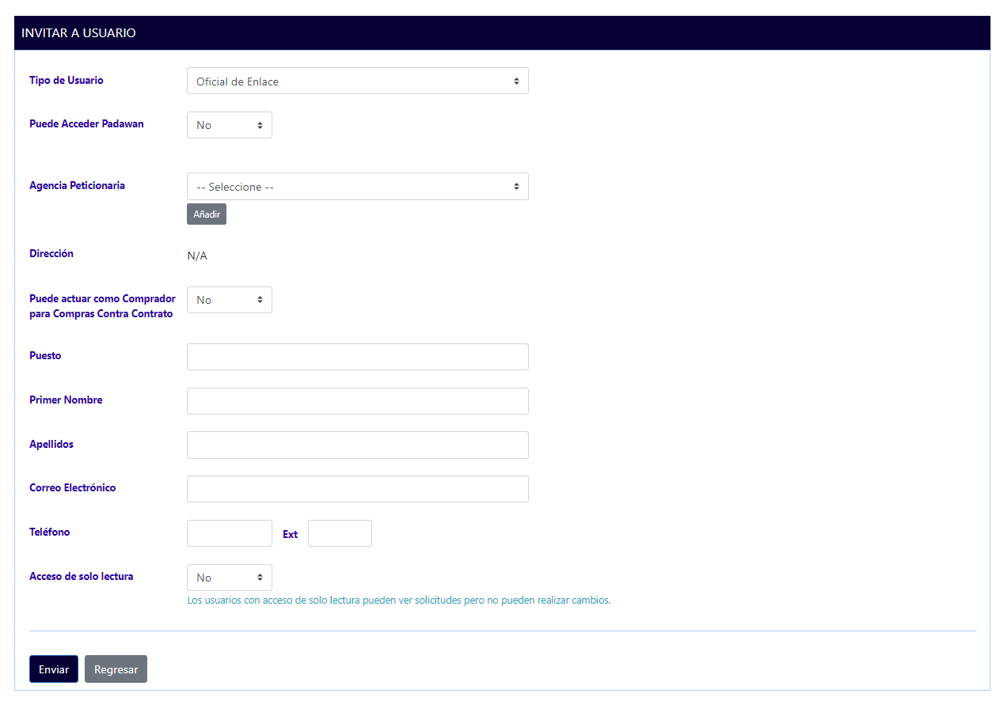 INVITAR A USUARIO
Tipo de Usuario
Oficial de Enlace
Puede Acceder Padawan
No
Agencia Peticionaria
-- Seleccione --
Añadir
Dirección
N/A
Puede actuar como Comprador
para Compras Contra Contrato
No
Puesto
Primer Nombre
Apellidos
Correo Electrónico
Teléfono
Ext
Acceso de solo lectura
No
Los usuarios con acceso de solo lectura pueden ver solicitudes pero no pueden realizar cambios.
Enviar
Regresar